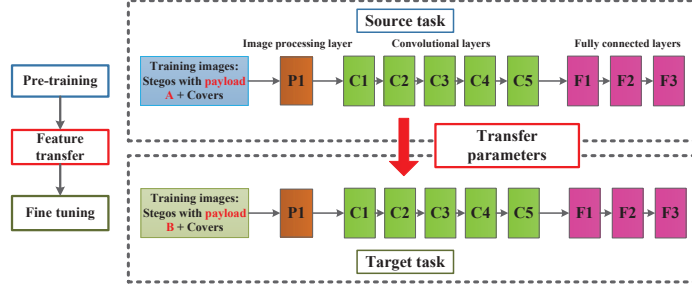 Source task
Image processing layer
Convolutional layers
Fully connected layers
Training images:
Stegos with payload
A + Covers
P1
C1
C2
C3
C4
C5
F1
F2
F3
Pre-training
Feature
transfer
Fine tuning
Transfer
parameters
Training images:
Stegos with payload
B + Covers
P1
C1
C2
C3
C4
C5
F1
F2
F3
Target task